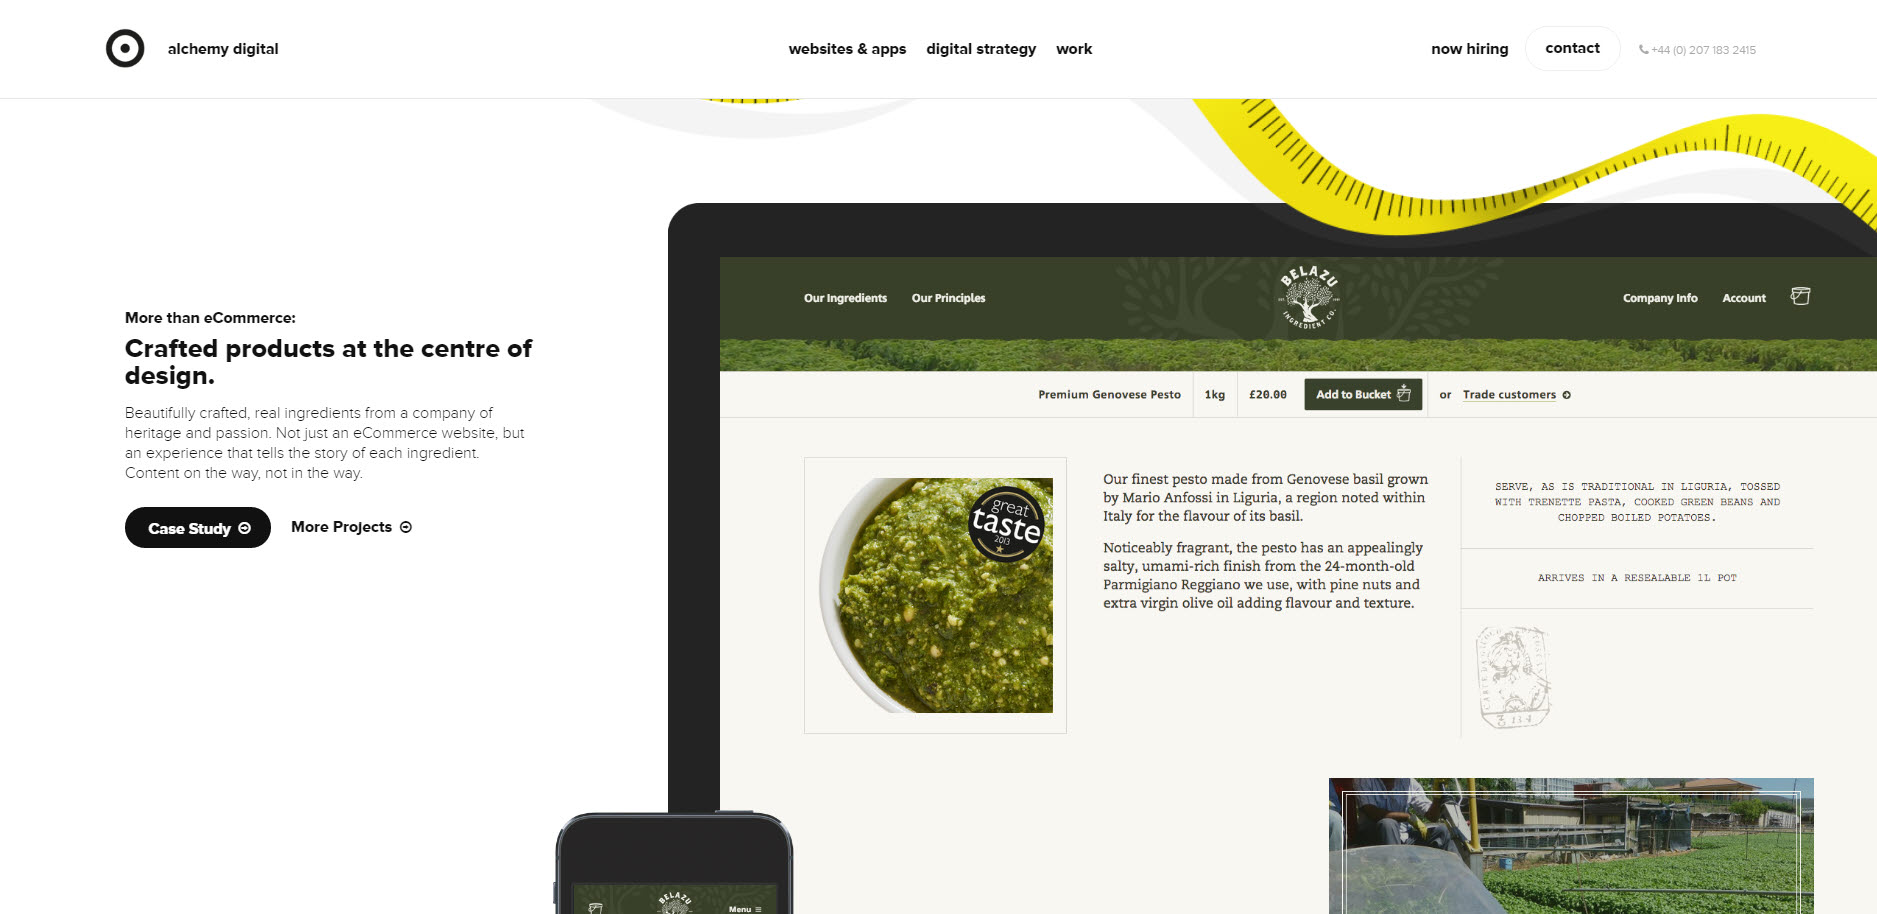 alchemy digital
websites & apps
digital strategy
work
now hiring
contact
+44 (0) 207 183 2415
More than eCommerce:
Crafted products at the centre of
design.
Beautifully crafted, real ingredients from a company of
heritage and passion. Not just an eCommerce website, but
an experience that tells the story of each ingredient.
Content on the way, not in the way.
Case Study
More Projects
Our Ingredients
Our Principles
BELAZU
INGREDIENT CO.
Company Info
Account
Premium Genovese Pesto
1kg
£20.00
Add to Bucket
or
Trade customers
great
taste
2013
Our finest pesto made from Genovese basil grown
by Mario Anfossi in Liguria, a region noted within
Italy for the flavour of its basil.
Noticeably fragrant, the pesto has an appealingly
salty, umami-rich finish from the 24-month-old
Parmigiano Reggiano we use, with pine nuts and
extra virgin olive oil adding flavour and texture.
SERVE, AS IS TRADITIONAL IN LIGURIA, TOSSED
WITH TRENETTE PASTA, COOKED GREEN BEANS AND
CHOPPED BOILED POTATOES.
ARRIVES IN A RESEALABLE 1L POT
BELAZU
Menu